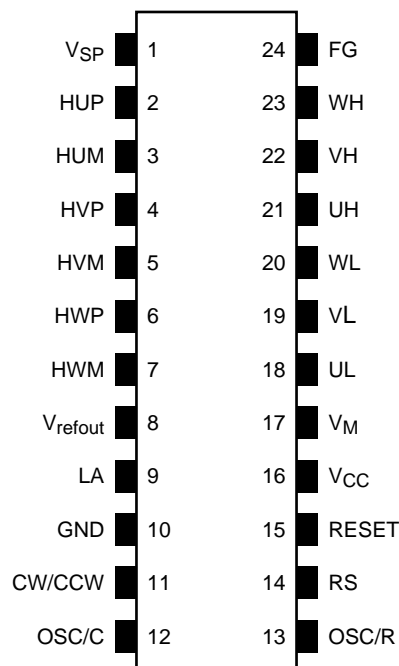 VSP 1 24 FG
HUP 2 23 WH
HUM 3 22 VH
HVP 4 21 UH
HVM 5 20 WL
HWP 6 19 VL
HWM 7 18 UL
Vrefout 8 17 VM
LA 9 16 VCC
GND 10 15 RESET
CW/CCW 11 14 RS
OSC/C 12 13 OSC/R